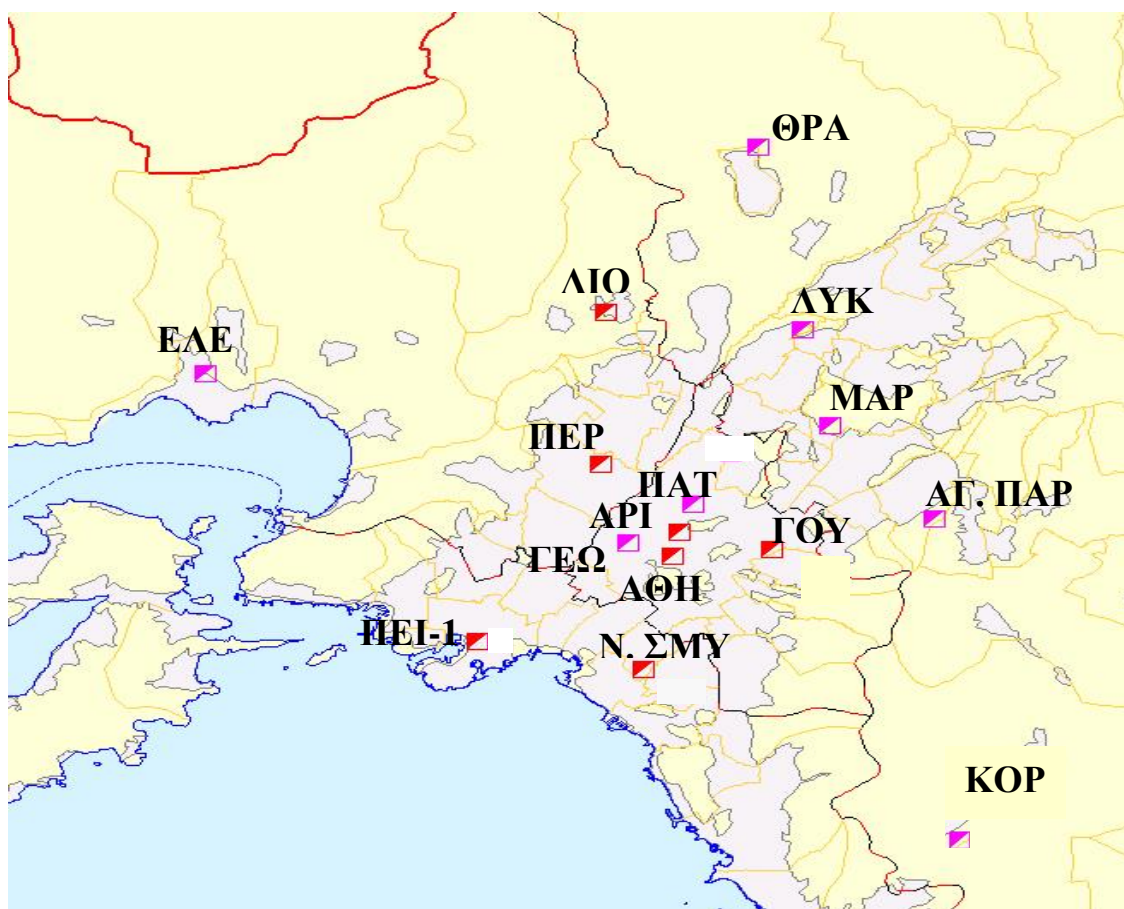 ΘΡΑ
ΛΙΟ
ΛΥΚ
ΕΛΕ
ΜΑΡ
ΠΕΡ
ΠΑΤ
ΑΓ. ΠΑΡ
ΑΡΙ
ΓΟΥ
ΓΕΩ
ΑΘΗ
ΠΕΙ-1
Ν. ΣΜΥ
ΚΟΡ